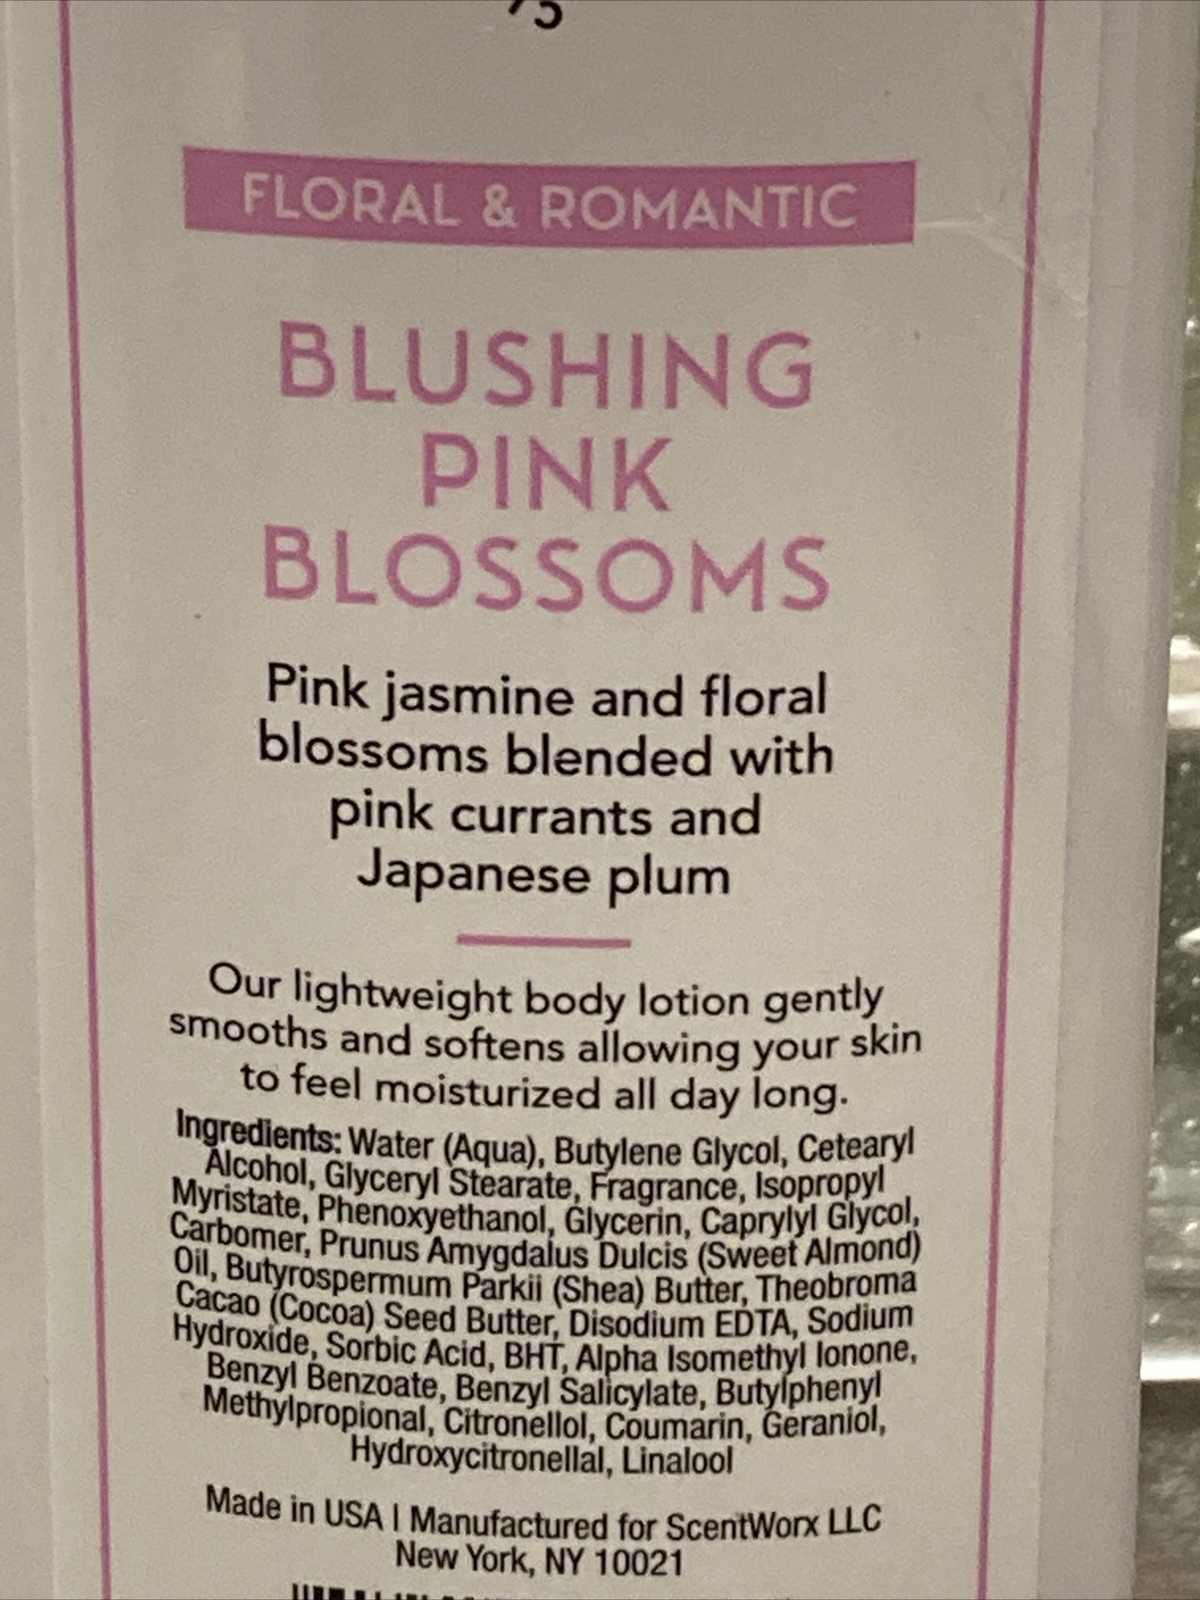 FLORAL & ROMANTIC
BLUSHING
PINK
BLOSSOMS
Pink jasmine and floral
blossoms blended with
pink currants and
Japanese plum
Our lightweight body lotion gently
smooths and softens allowing your skin
to feel moisturized all day long.
Ingredients: Water (Aqua), Butylene Glycol, Cetearyl
Alcohol, Glyceryl Stearate, Fragrance, Isopropyl
Myristate, Phenoxyethanol, Glycerin, Caprylyl Glycol,
Carbomer, Prunus Amygdalus Dulcis (Sweet Almond)
Oil, Butyrospermum Parkii (Shea) Butter, Theobroma
Cacao (Cocoa) Seed Butter, Disodium EDTA, Sodium
Hydroxide, Sorbic Acid, BHT, Alpha Isomethyl Ionone,
Benzyl Benzoate, Benzyl Salicylate, Butylphenyl
Methylpropional, Citronellol, Coumarin, Geraniol,
Hydroxycitronellal, Linalool
Made in USA | Manufactured for ScentWorx LLC
New York, NY 10021